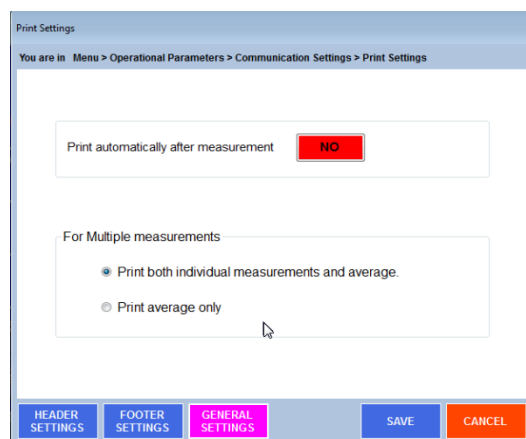 Print Settings
You are in Menu > Operational Parameters > Communication Settings > Print Settings
Print automatically after measurement NO
For Multiple measurements
Print both individual measurements and average.
Print average only
HEADER SETTINGS FOOTER SETTINGS GENERAL SETTINGS SAVE CANCEL